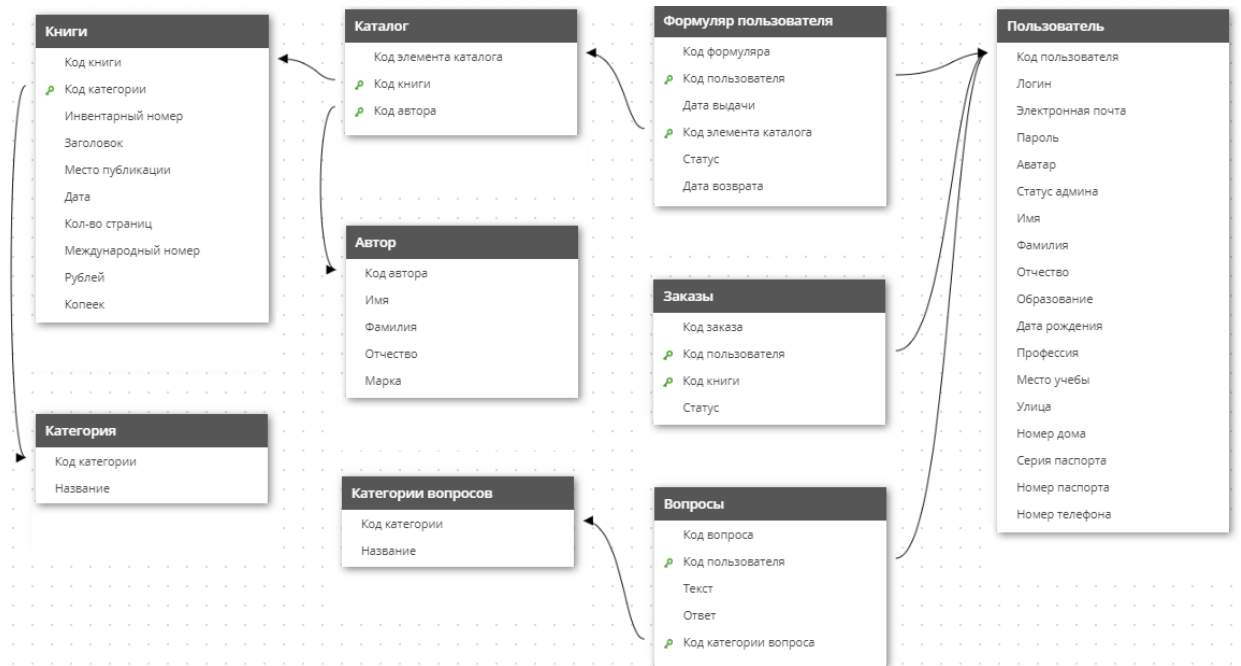 Книги
Код книги
Код категории
Инвентарный номер
Заголовок
Место публикации
Дата
Кол-во страниц
Международный номер
Рублей
Копеек
Категория
Код категории
Название
Каталог
Код элемента каталога
Код книги
Код автора
Автор
Код автора
Имя
Фамилия
Отчество
Марка
Категории вопросов
Код категории
Название
Формуляр пользователя
Код формуляра
Код пользователя
Дата выдачи
Код элемента каталога
Статус
Дата возврата
Заказы
Код заказа
Код пользователя
Код книги
Статус
Вопросы
Код вопроса
Код пользователя
Текст
Ответ
Код категории вопроса
Пользователь
Код пользователя
Логин
Электронная почта
Пароль
Аватар
Статус админа
Имя
Фамилия
Отчество
Образование
Дата рождения
Профессия
Место учебы
Улица
Номер дома
Серия паспорта
Номер паспорта
Номер телефона